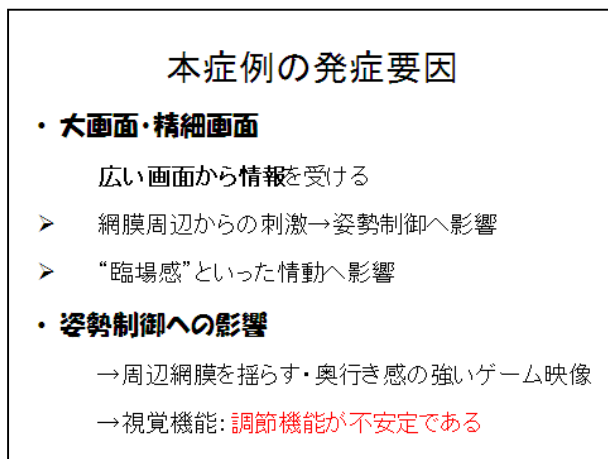 本症例の発症要因
・大画面・精細画面
広い画面から情報を受ける
➢ 網膜周辺からの刺激→姿勢制御へ影響
➢ “臨場感”といった情動へ影響
・姿勢制御への影響
→周辺網膜を揺らす・奥行き感の強いゲーム映像
→視覚機能:調節機能が不安定である